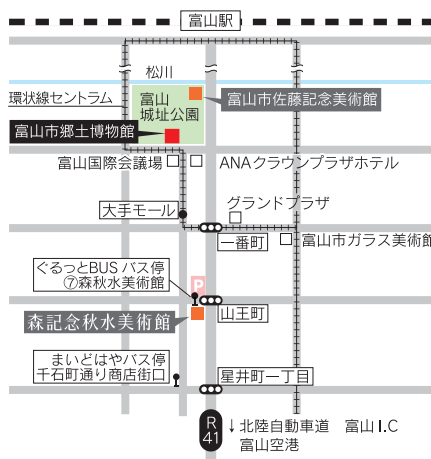 富山駅
松川
環状線セントラム
富山
城址公園
富山市佐藤記念美術館
富山市郷土博物館
富山国際会議場
ANAクラウンプラザホテル
グランドプラザ
大手モール
一番町
富山市ガラス美術館
ぐるっとBUS バス停
⑦森秋水美術館
P
山王町
森記念秋水美術館
まいどはやバス停
千石町通り商店街口
星井町一丁目
R
41
↓北陸自動車道 富山I.C
富山空港